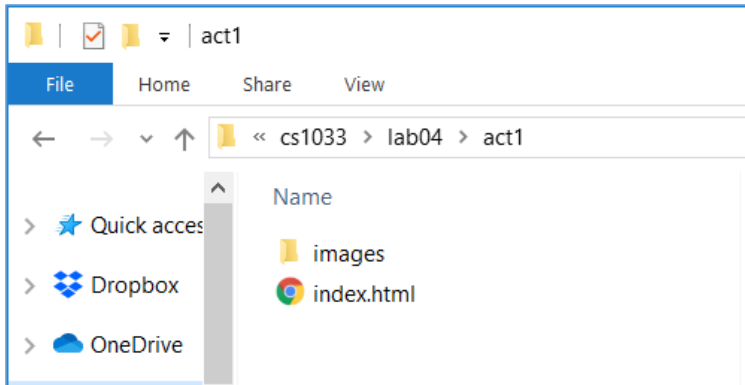 act1
File Home Share View
« cs1033 > lab04 > act1
Name
Quick acces
images
Dropbox
index.html
OneDrive